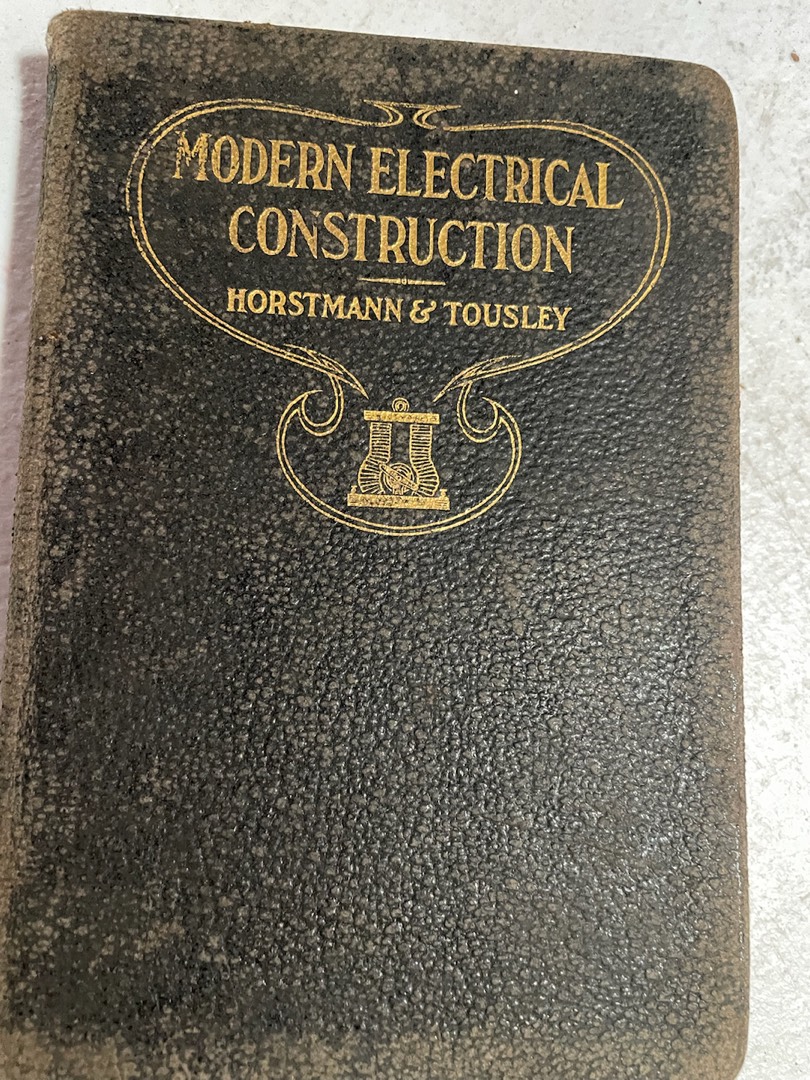 MODERN ELECTRICAL
CONSTRUCTION
HORSTMANN & TOUSLEY